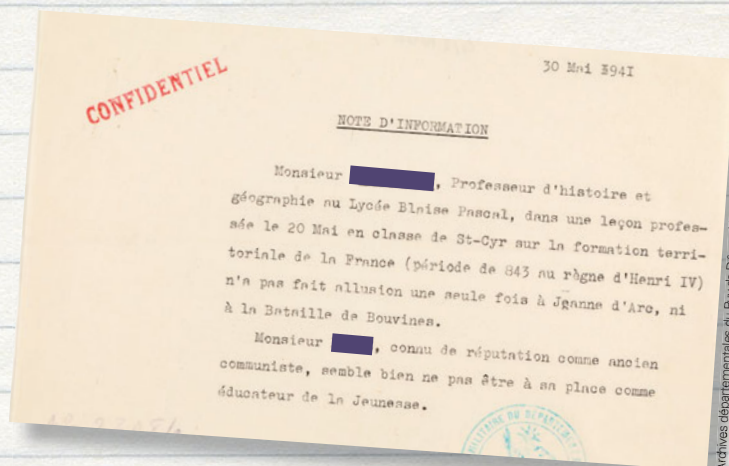 CONFIDENTIEL
30 Mai 1941
NOTE D'INFORMATION
Monsieur , Professeur d'histoire et
géographie au Lycée Blaise Pascal, dans une leçon profes-
sée le 20 Mai en classe de St-Cyr sur la formation terri-
toriale de la France (période de 843 au règne d'Henri IV)
n'a pas fait allusion une seule fois à Jeanne d'Arc, ni
à la Bataille de Bouvines.
Monsieur , connu de réputation comme ancien
communiste, semble bien ne pas être à sa place comme
éducateur de la Jeunesse.
MILITAIRE DU
Archives départementales du